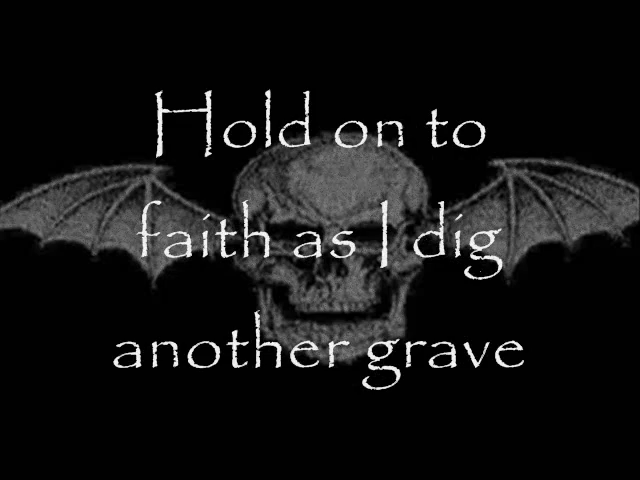 Hold on to
faith as I dig
another grave